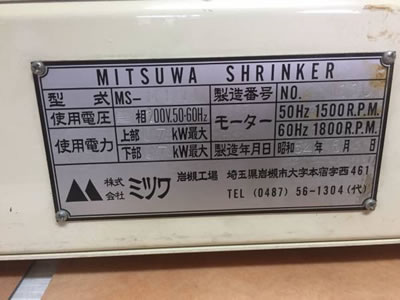 MITSUWA SHRINKER
型式 MS- 製造番号 NO.
使用電圧 相 200V.50-60Hz モーター 50Hz 1500R.P.M. 60Hz 1800R.P.M.
使用電力 上部 kW最大 下部 kW最大 製造年月日 昭和 年 月 日
株式会社 ミツワ 岩槻工場 埼玉県岩槻市大字本宿字西461
TEL (0487) 56-1304(代)